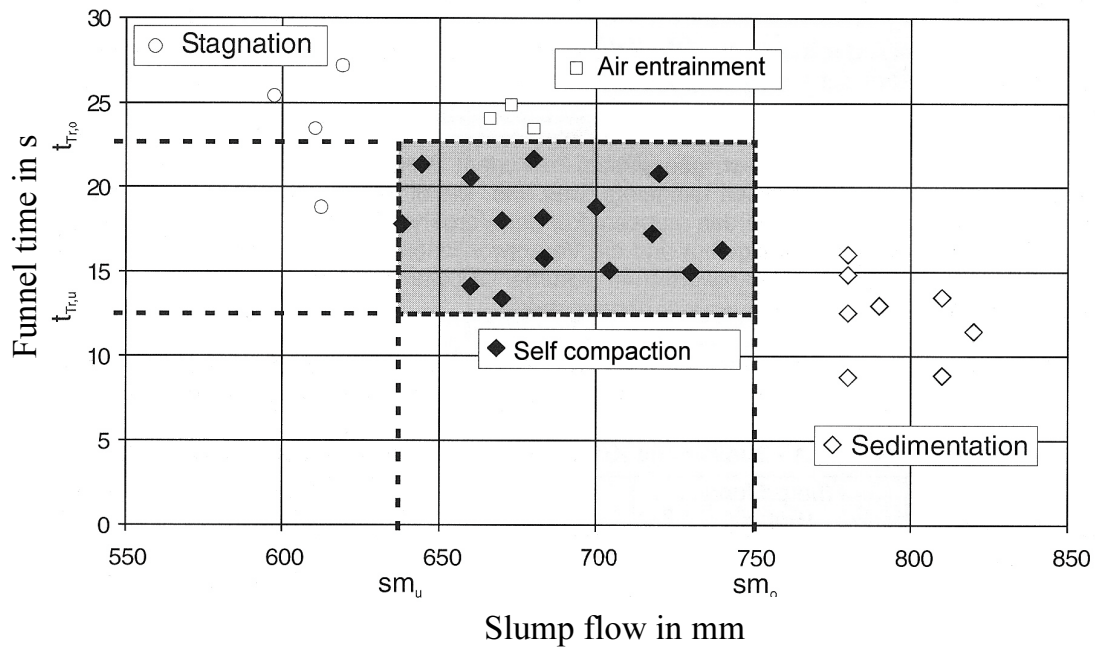 30
Stagnation
Air entrainment
25
t_Tr,o
20
15
t_Tr,u
Self compaction
10
Sedimentation
5
0
550 600 650 700 750 800 850
sm_u sm_o
Funnel time in s
Slump flow in mm